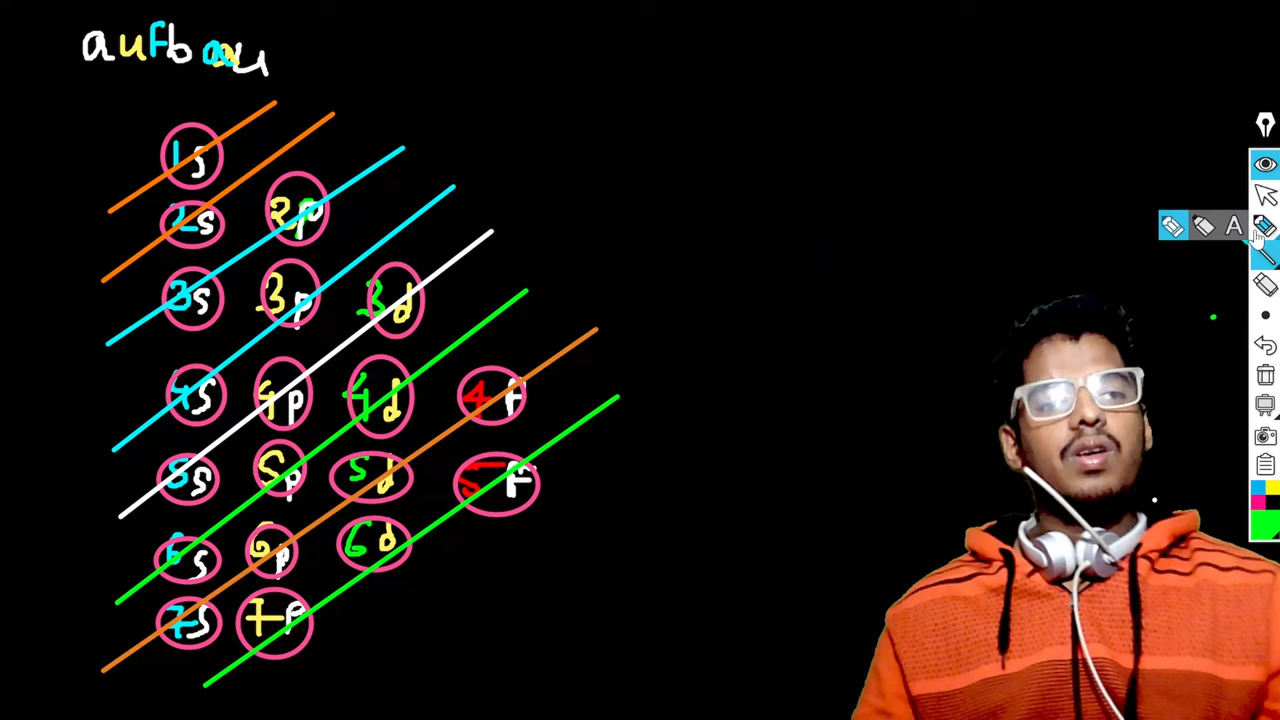 aufbau
1s
2s 2p
3s 3p 3d
4s 4p 4d 4f
5s 5p 5d 5f
6s 6p 6d
7s 7p
A